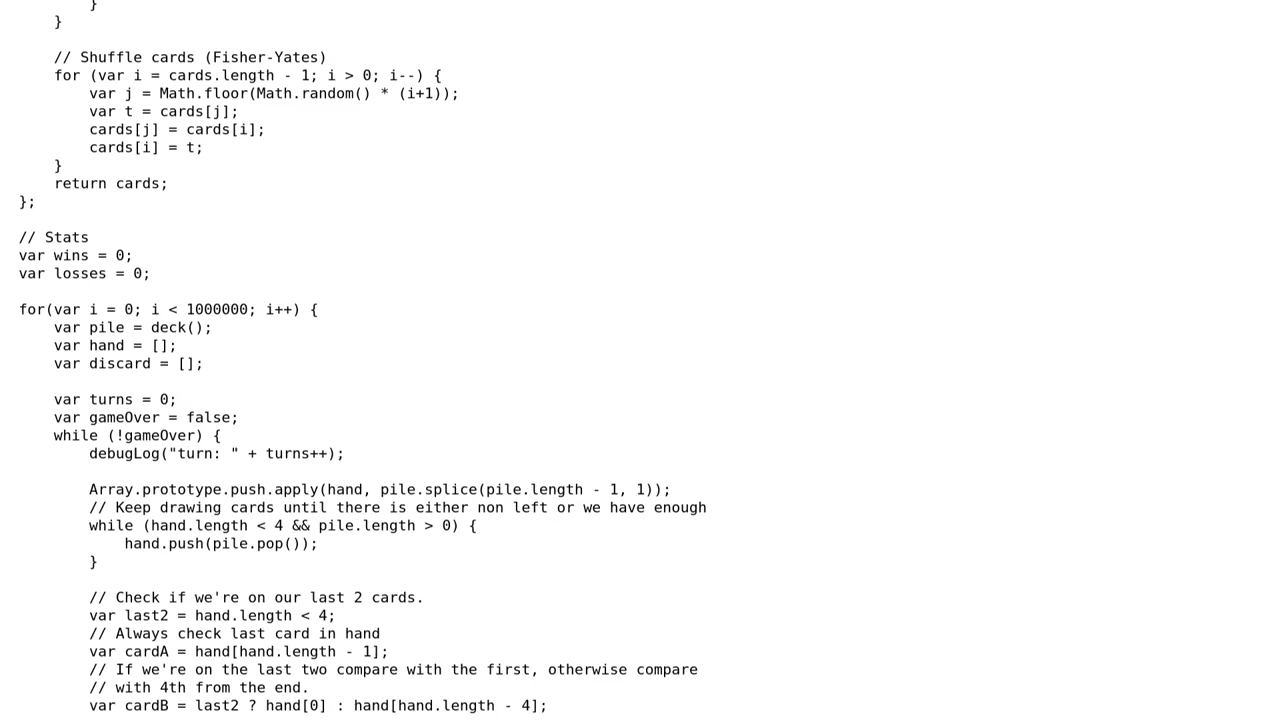 }
}
// Shuffle cards (Fisher-Yates)
for (var i = cards.length - 1; i > 0; i--) {
var j = Math.floor(Math.random() * (i+1));
var t = cards[j];
cards[j] = cards[i];
cards[i] = t;
}
return cards;
};
// Stats
var wins = 0;
var losses = 0;
for(var i = 0; i < 1000000; i++) {
var pile = deck();
var hand = [];
var discard = [];
var turns = 0;
var gameOver = false;
while (!gameOver) {
debugLog("turn: " + turns++);
Array.prototype.push.apply(hand, pile.splice(pile.length - 1, 1));
// Keep drawing cards until there is either non left or we have enough
while (hand.length < 4 && pile.length > 0) {
hand.push(pile.pop());
}
// Check if we're on our last 2 cards.
var last2 = hand.length < 4;
// Always check last card in hand
var cardA = hand[hand.length - 1];
// If we're on the last two compare with the first, otherwise compare
// with 4th from the end.
var cardB = last2 ? hand[0] : hand[hand.length - 4];